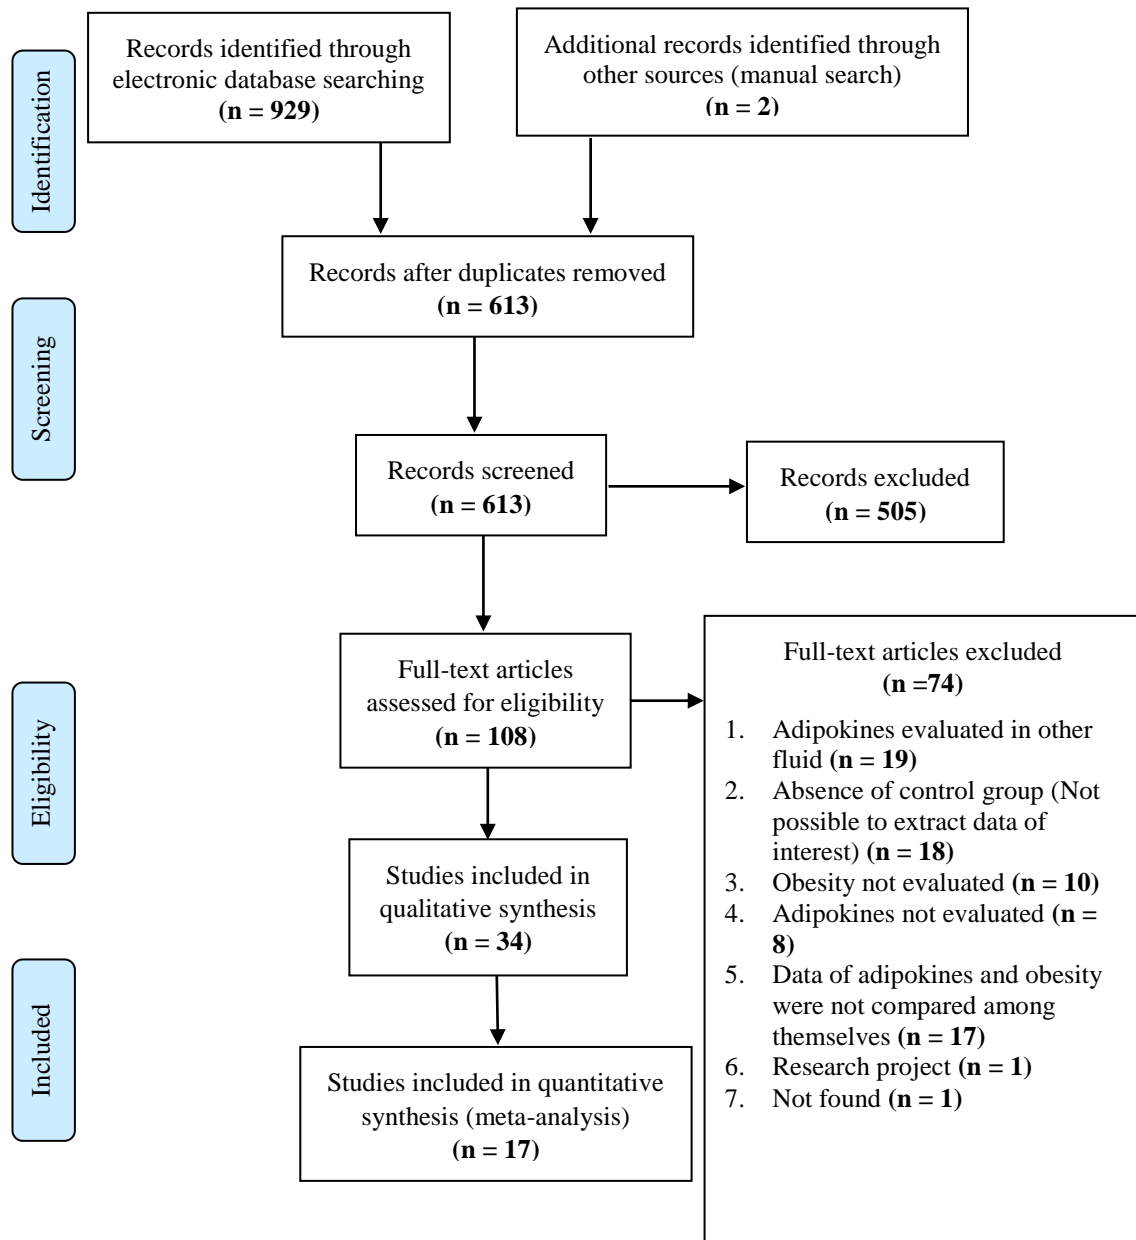 Identification
Records identified through
electronic database searching
(n = 929)
Additional records identified through
other sources (manual search)
(n = 2)
Records after duplicates removed
(n = 613)
Screening
Records screened
(n = 613)
Records excluded
(n = 505)
Eligibility
Full-text articles
assessed for eligibility
(n = 108)
Full-text articles excluded
(n =74)
1. Adipokines evaluated in other
fluid (n = 19)
2. Absence of control group (Not
possible to extract data of
interest) (n = 18)
3. Obesity not evaluated (n = 10)
4. Adipokines not evaluated (n =
8)
5. Data of adipokines and obesity
were not compared among
themselves (n = 17)
6. Research project (n = 1)
7. Not found (n = 1)
Studies included in
qualitative synthesis
(n = 34)
Included
Studies included in quantitative
synthesis (meta-analysis)
(n = 17)